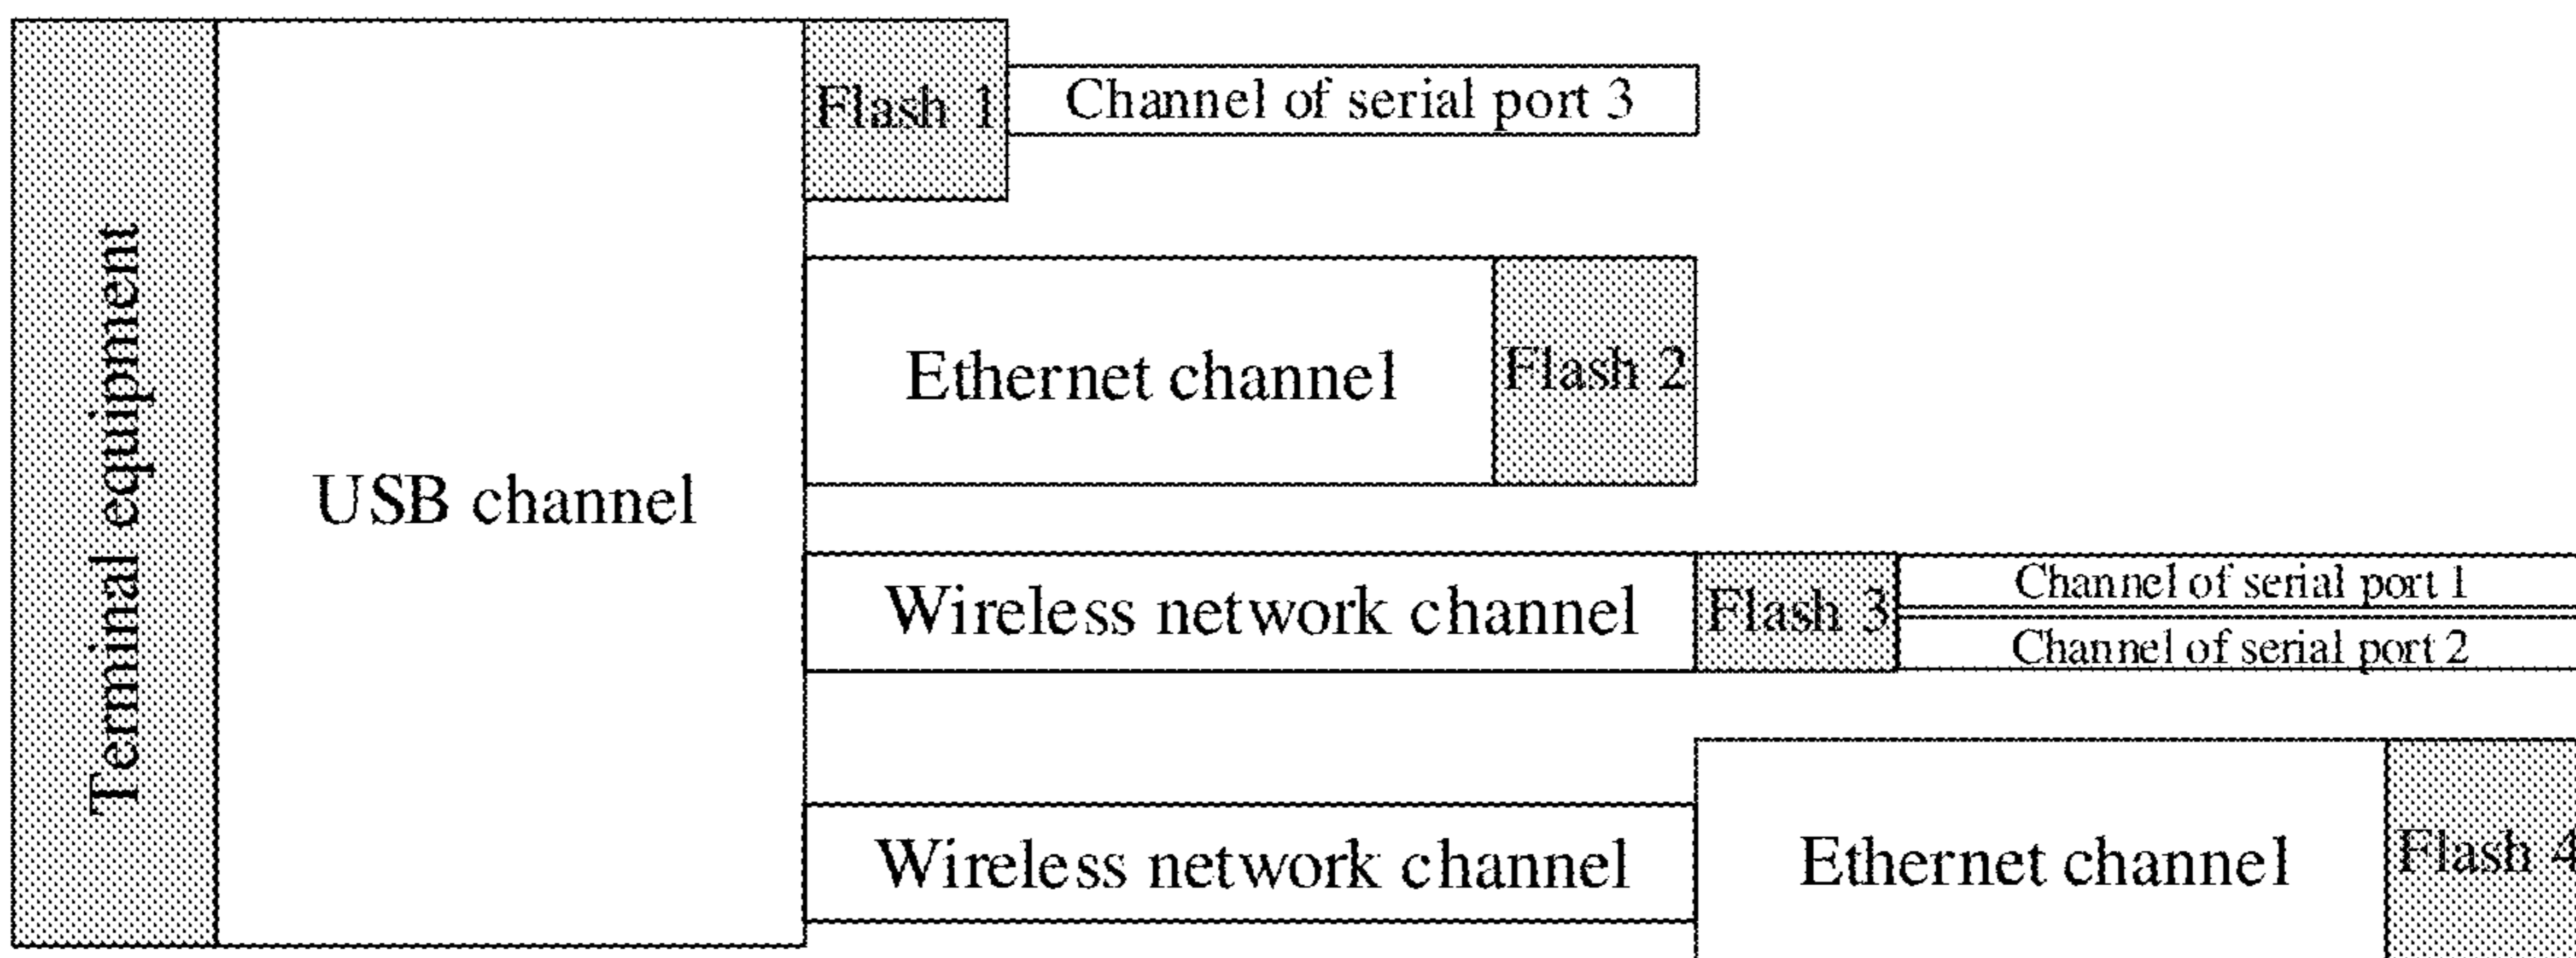 Terminal equipment
USB channel
Flash 1
Channel of serial port 3
Ethernet channel
Flash 2
Wireless network channel
Flash 3
Channel of serial port 1
Channel of serial port 2
Wireless network channel
Ethernet channel
Flash 4